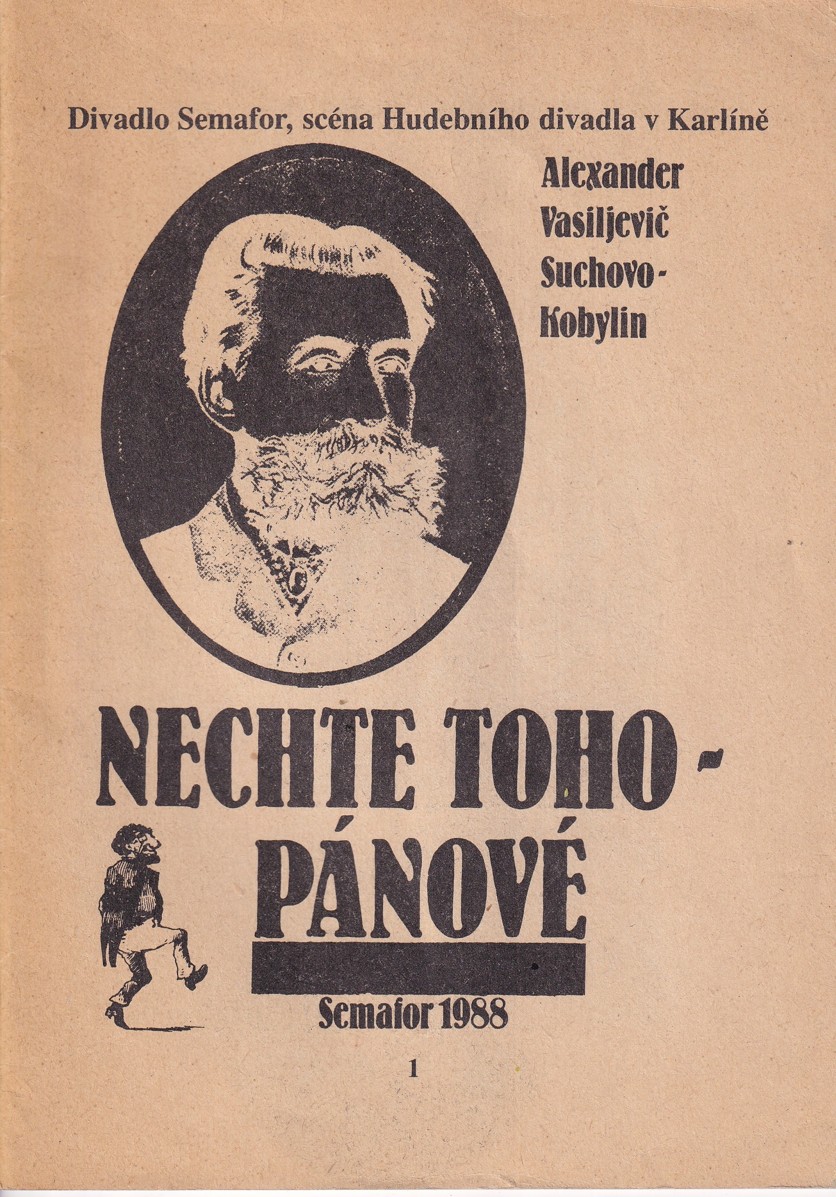 Divadlo Semafor, scéna Hudebního divadla v Karlíně
Alexander
Vasiljevič
Suchovo-
Kobylin
NECHTE TOHO -
PÁNOVÉ
Semafor 1988
1